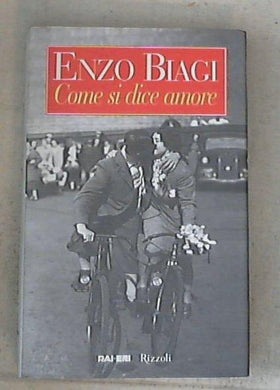 ENZO BIAGI
Come si dice amore
RAI-ERI Rizzoli